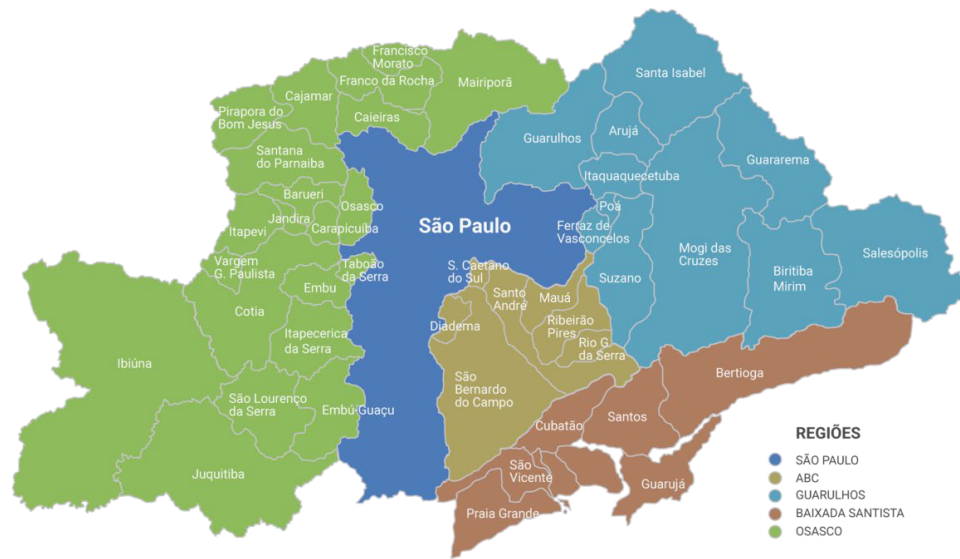 Francisco
Morato
Franco da Rocha
Mairiporã
Santa Isabel
Cajamar
Pirapora do
Bom Jesus
Caieiras
Guarulhos
Arujá
Santana
do Parnaiba
Guararema
Itaquaquecetuba
Barueri
Osasco
Poá
Jandira
Carapicuíba
São Paulo
Ferraz de
Vasconcelos
Itapevi
Mogi das
Cruzes
Salesópolis
Vargem
G. Paulista
Taboão
da Serra
S. Caetano
do Sul
Suzano
Biritiba
Mirim
Embu
Santo
André
Mauá
Cotia
Diadema
Ribeirão
Pires
Itapecerica
da Serra
Rio G.
da Serra
Ibiúna
Bertioga
São
Bernardo
do Campo
São Lourenço
da Serra
Embú-Guaçu
Santos
Cubatão
Juquitiba
São
Vicente
Guarujá
Praia Grande
REGIÕES
SÃO PAULO
ABC
GUARULHOS
BAIXADA SANTISTA
OSASCO